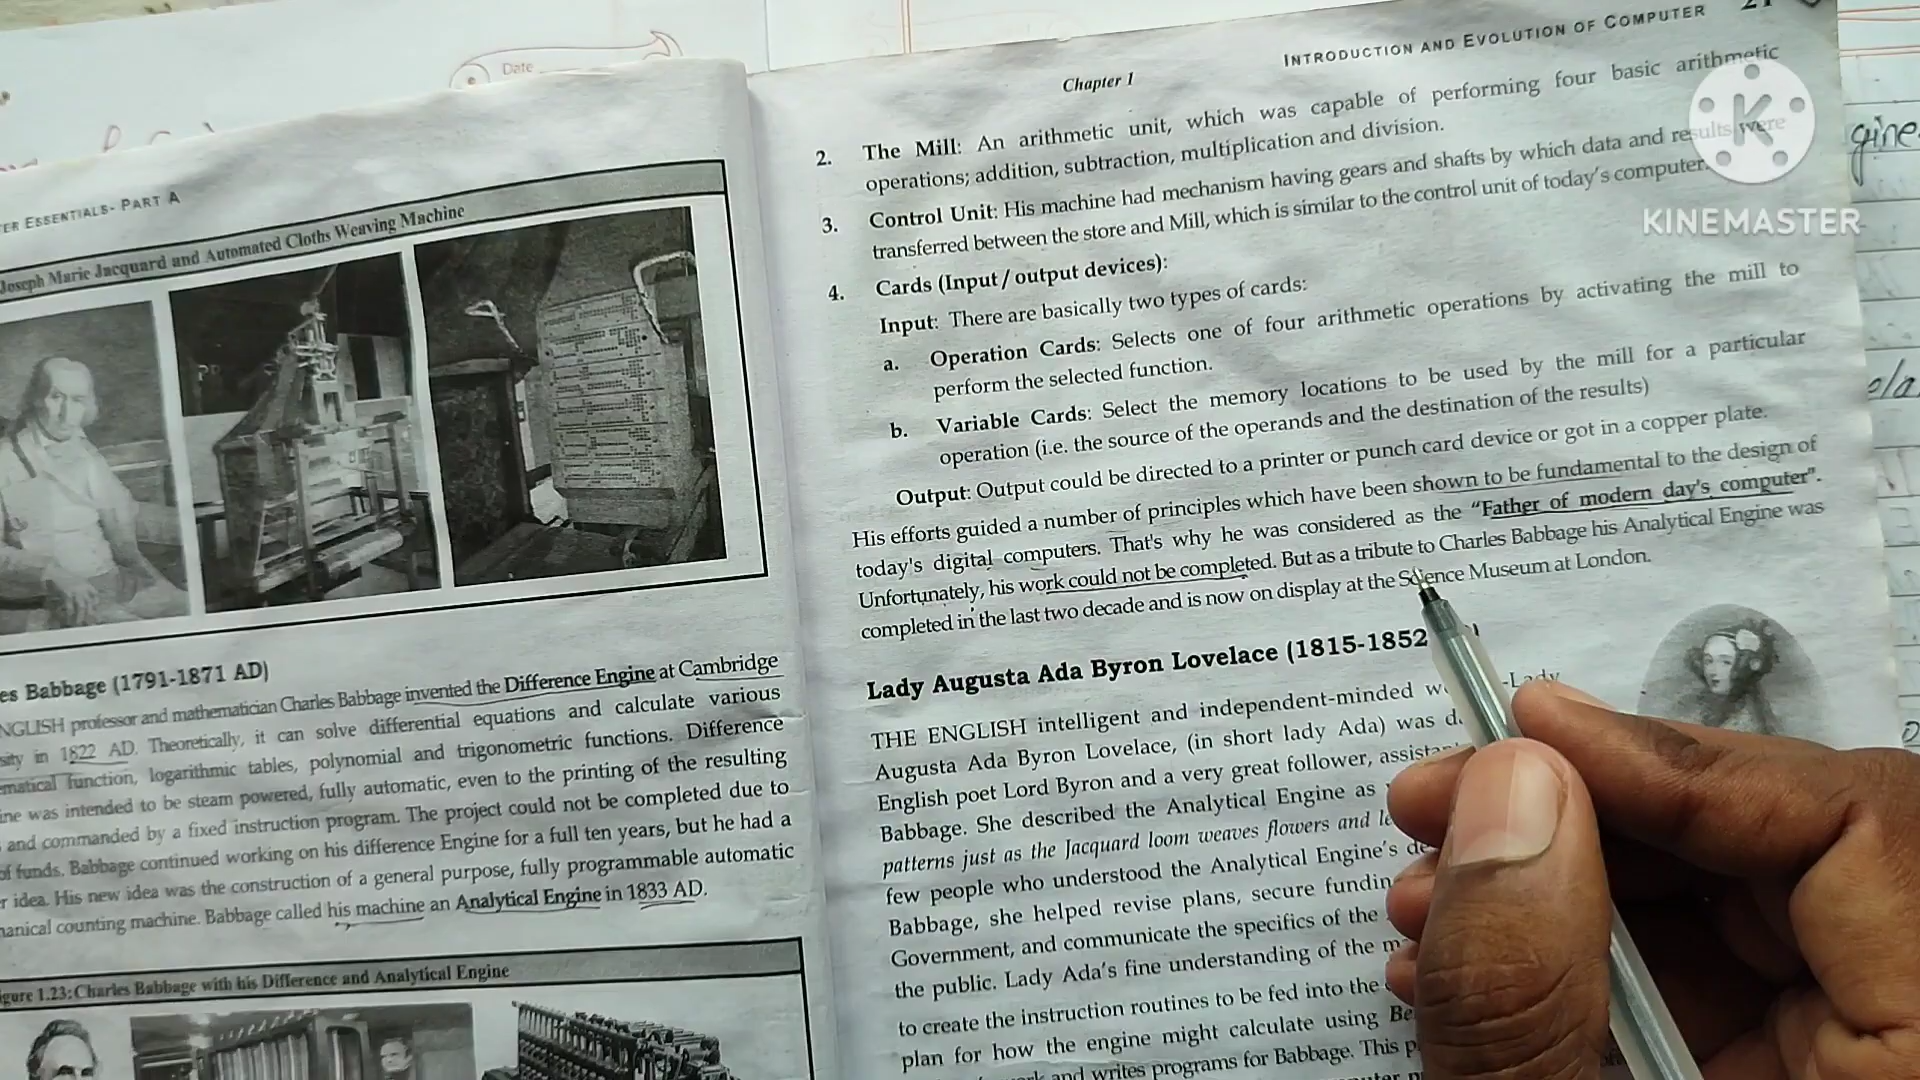 Date
TER ESSENTIALS- PART A
Joseph Marie Jacquard and Automated Cloths Weaving Machine
es Babbage (1791-1871 AD)
NGLISH professor and mathematician Charles Babbage invented the Difference Engine at Cambridge
sity in 1822 AD. Theoretically, it can solve differential equations and calculate various
ematical function, logarithmic tables, polynomial and trigonometric functions. Difference
ine was intended to be steam powered, fully automatic, even to the printing of the resulting
and commanded by a fixed instruction program. The project could not be completed due to
of funds. Babbage continued working on his difference Engine for a full ten years, but he had a
r idea. His new idea was the construction of a general purpose, fully programmable automatic
hanical counting machine. Babbage called his machine an Analytical Engine in 1833 AD.
igure 1.23: Charles Babbage with his Difference and Analytical Engine
Chapter 1
INTRODUCTION AND EVOLUTION OF COMPUTER 21
2. The Mill: An arithmetic unit, which was capable of performing four basic arithmetic
operations; addition, subtraction, multiplication and division.
3. Control Unit: His machine had mechanism having gears and shafts by which data and results were
transferred between the store and Mill, which is similar to the control unit of today's computer.
4. Cards (Input / output devices):
Input: There are basically two types of cards:
a. Operation Cards: Selects one of four arithmetic operations by activating the mill to
perform the selected function.
b. Variable Cards: Select the memory locations to be used by the mill for a particular
operation (i.e. the source of the operands and the destination of the results)
Output: Output could be directed to a printer or punch card device or got in a copper plate.
His efforts guided a number of principles which have been shown to be fundamental to the design of
today's digital computers. That's why he was considered as the "Father of modern day's computer".
Unfortunately, his work could not be completed. But as a tribute to Charles Babbage his Analytical Engine was
completed in the last two decade and is now on display at the Science Museum at London.
Lady Augusta Ada Byron Lovelace (1815-1852
THE ENGLISH intelligent and independent-minded -Lady
Augusta Ada Byron Lovelace, (in short lady Ada) was
English poet Lord Byron and a very great follower,
Babbage. She described the Analytical Engine as
patterns just as the Jacquard loom weaves flowers and
few people who understood the Analytical Engine's
Babbage, she helped revise plans, secure
Government, and communicate the specifics of the
the public. Lady Ada's fine understanding of the
to create the instruction routines to be fed into the
plan for how the engine might calculate using
and writes programs for Babbage. This
K
KINEMASTER
gine